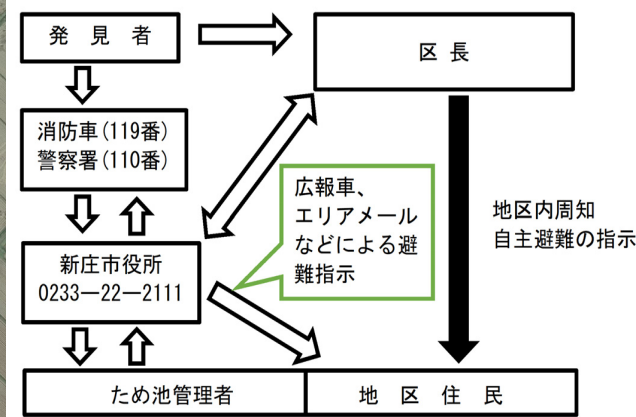 発見者
区長
消防車(119番)
警察署(110番)
広報車、
エリアメール
などによる避
難指示
地区内周知
自主避難の指示
新庄市役所
0233―22―2111
ため池管理者
地区住民